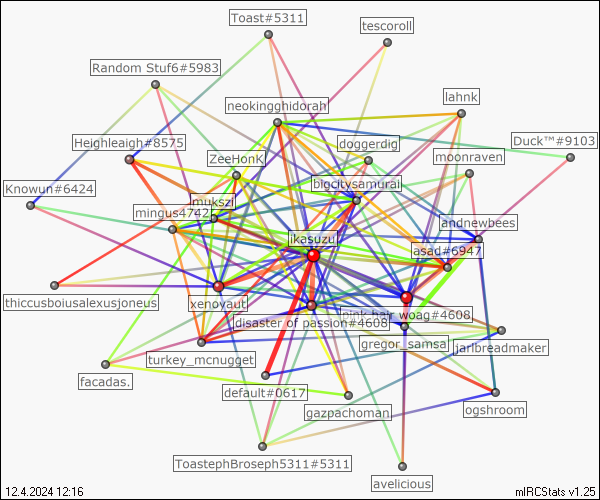 Toast#5311
tescoroll
Random Stuf6#5983
lahnk
neokingghidorah
Duck™#9103
Heighleigh#8575
doggerdig
moonraven
ZeeHonK
Knowun#6424
bigcitysamurai
mukszi
mingus4742
andnewbees
ikasuzu
asad#6947
thiccusboiusalexusjoneus
xenovaut
pink hair woag#4608
disaster of passion#4608
gregor_samsa
jarlbreadmaker
turkey_mcnugget
facadas.
default#0617
gazpachoman
ogshroom
ToastephBroseph5311#5311
avelicious
12.4.2024 12:16
mIRCStats v1.25